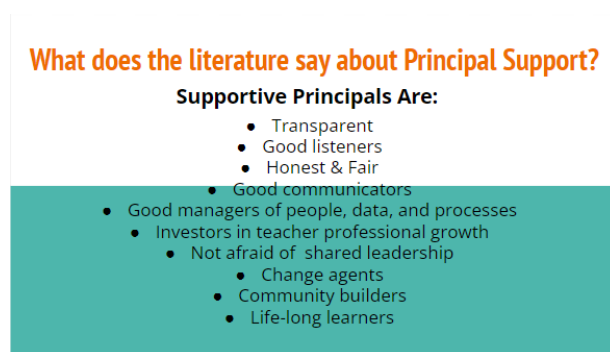 What does the literature say about Principal Support?
Supportive Principals Are:
● Transparent
● Good listeners
● Honest & Fair
● Good communicators
● Good managers of people, data, and processes
● Investors in teacher professional growth
● Not afraid of shared leadership
● Change agents
● Community builders
● Life-long learners